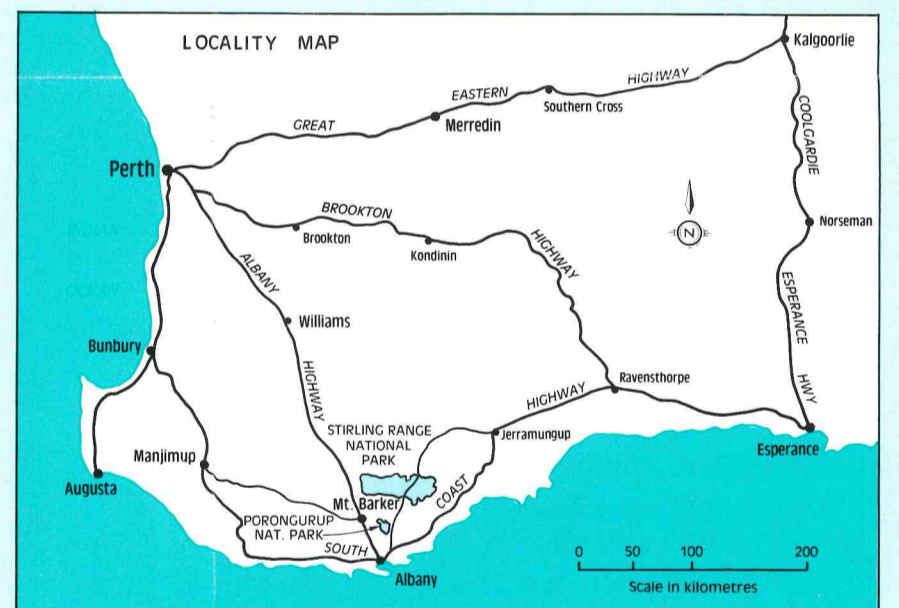 LOCALITY MAP
Kalgoorlie
GREAT EASTERN HIGHWAY
Southern Cross
Merredin
COOLGARDIE
Perth
BROOKTON
Brookton
Kondinin
HIGHWAY
N
Norseman
INDIAN
OCEAN
ALBANY
Williams
HIGHWAY
ESPERANCE
HWY
Bunbury
Ravensthorpe
HIGHWAY
STIRLING RANGE
NATIONAL
PARK
Jerramungup
Esperance
Manjimup
Augusta
COAST
Mt. Barker
PORONGURUP
NAT. PARK
SOUTH
Albany
0 50 100 200
Scale in kilometres